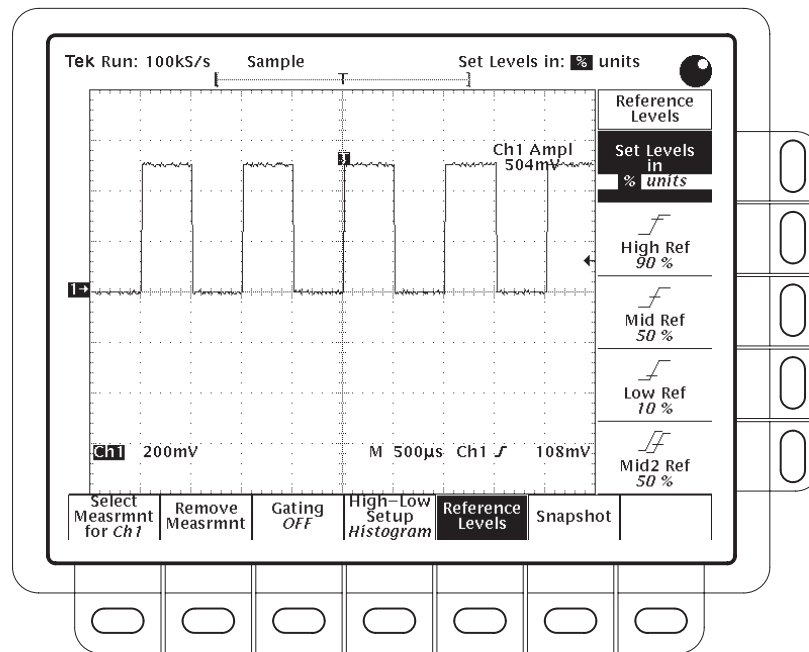 Tek Run: 100kS/s Sample Set Levels in: % units
T
Reference
Levels
Ch1 Ampl
504mV
Set Levels
in
% units
High Ref
90 %
1→
Mid Ref
50 %
Low Ref
10 %
Ch1 200mV M 500µs Ch1 108mV
Mid2 Ref
50 %
Select
Measrmnt
for Ch1
Remove
Measrmnt
Gating
OFF
High–Low
Setup
Histogram
Reference
Levels
Snapshot